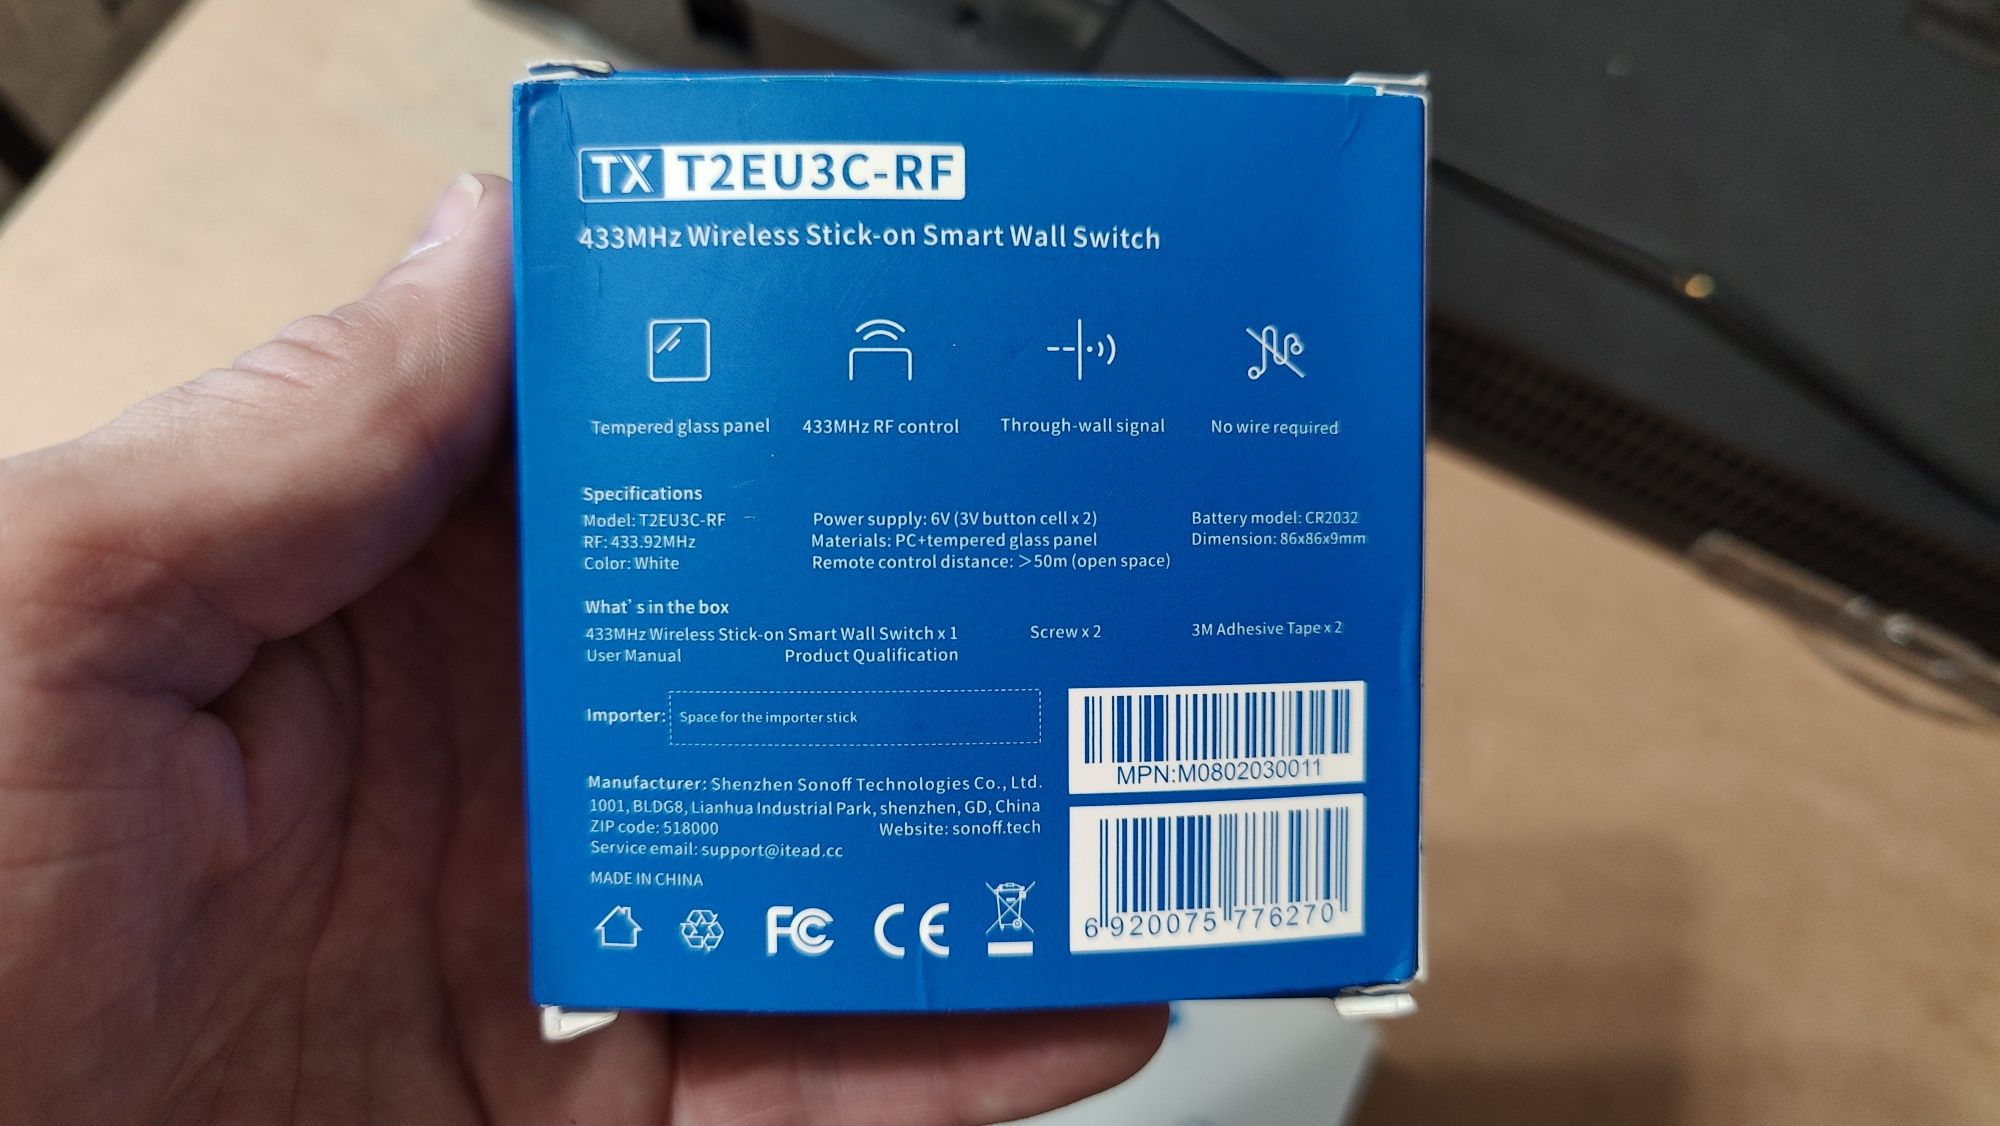 TX T2EU3C-RF
433MHz Wireless Stick-on Smart Wall Switch
Tempered glass panel 433MHz RF control Through-wall signal No wire required
Specifications
Model: T2EU3C-RF Power supply: 6V (3V button cell x 2) Battery model: CR2032
RF: 433.92MHz Materials: PC+tempered glass panel Dimension: 86x86x9mm
Color: White Remote control distance: >50m (open space)
What's in the box
433MHz Wireless Stick-on Smart Wall Switch x 1 Screw x 2 3M Adhesive Tape x 2
User Manual Product Qualification
Importer: Space for the importer stick
MPN:M0802030011
Manufacturer: Shenzhen Sonoff Technologies Co., Ltd.
1001, BLDG8, Lianhua Industrial Park, shenzhen, GD, China
ZIP code: 518000 Website: sonoff.tech
Service email: support@itead.cc
MADE IN CHINA
FC CE
6 920075 776270